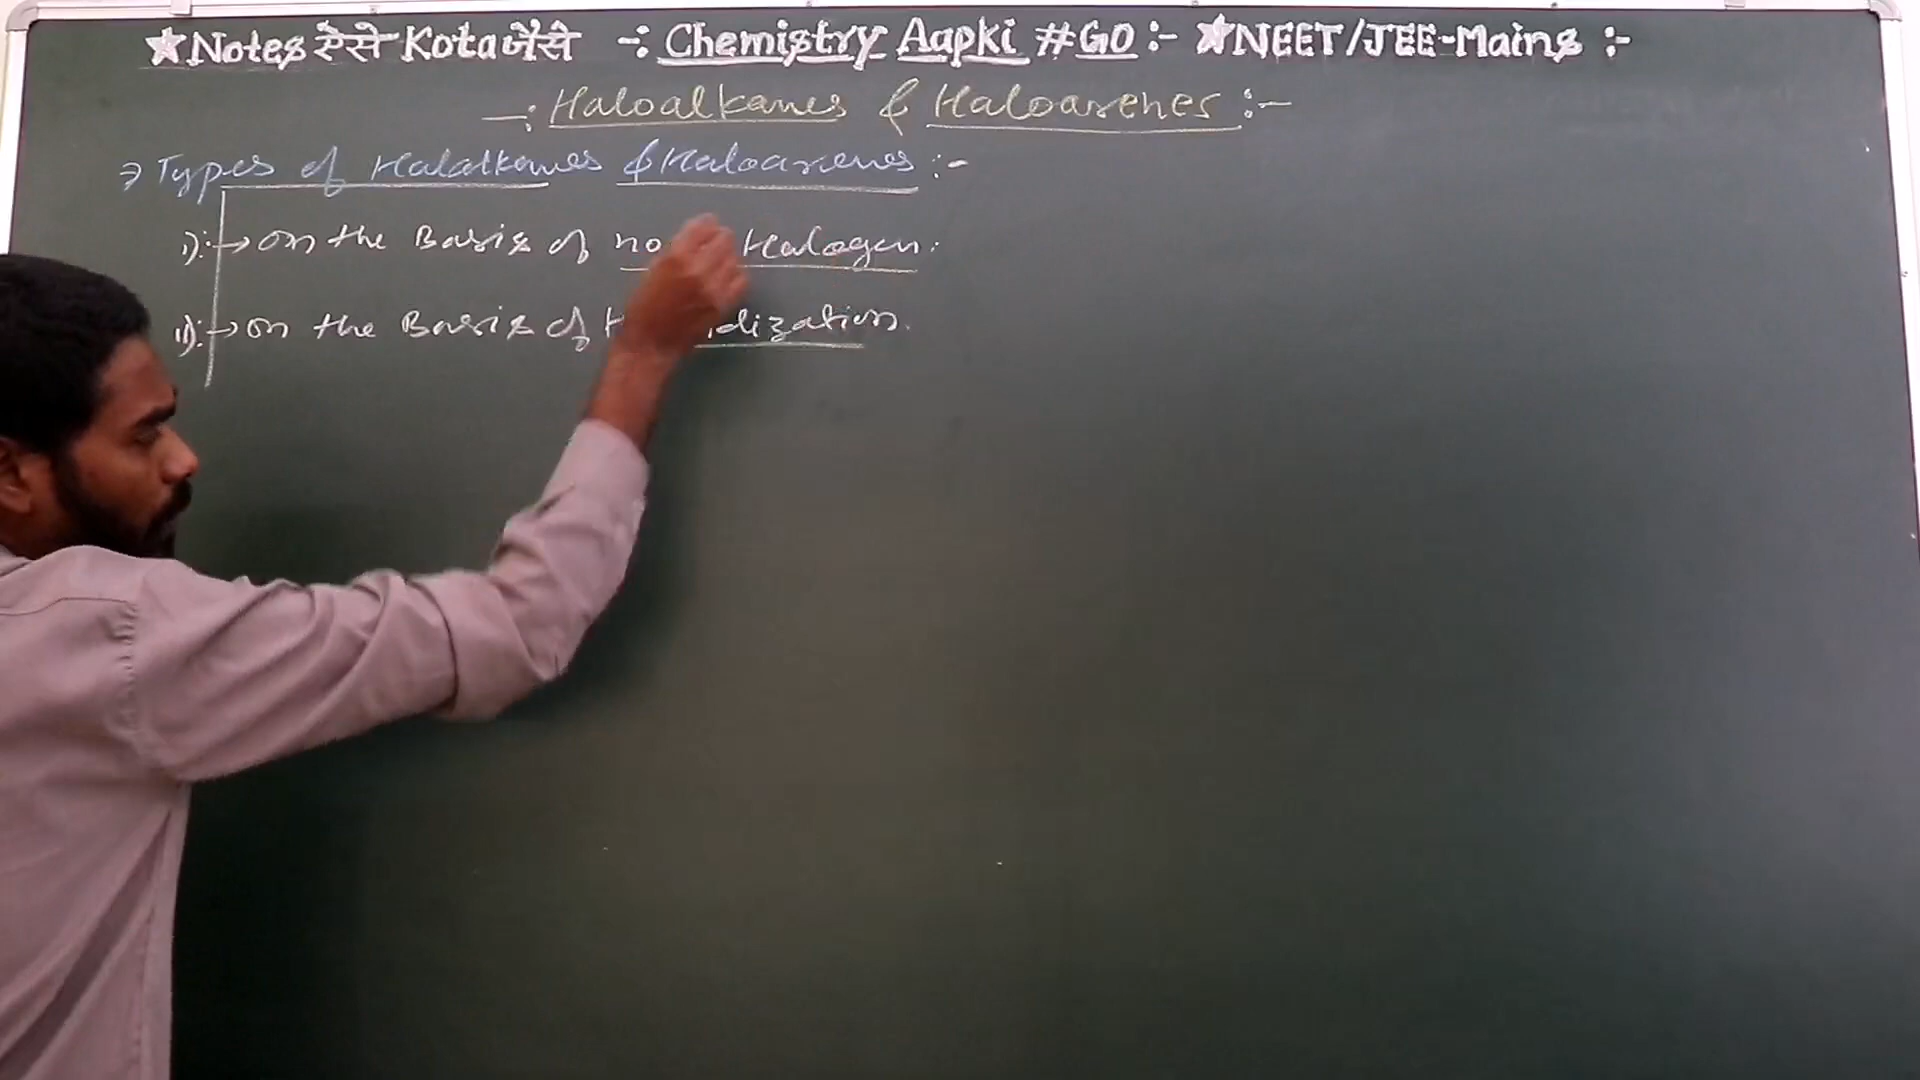 ★Notes ऐसे Kota जैसे -: Chemistry Aapki #GO :- ★NEET/JEE-Mains :-
-: Haloalkanes & Haloarenes :-
→ Types of Halalkanes & Haloarenes :-
i):→ on the Basis of no Halogen.
ii):→ on the Basis of